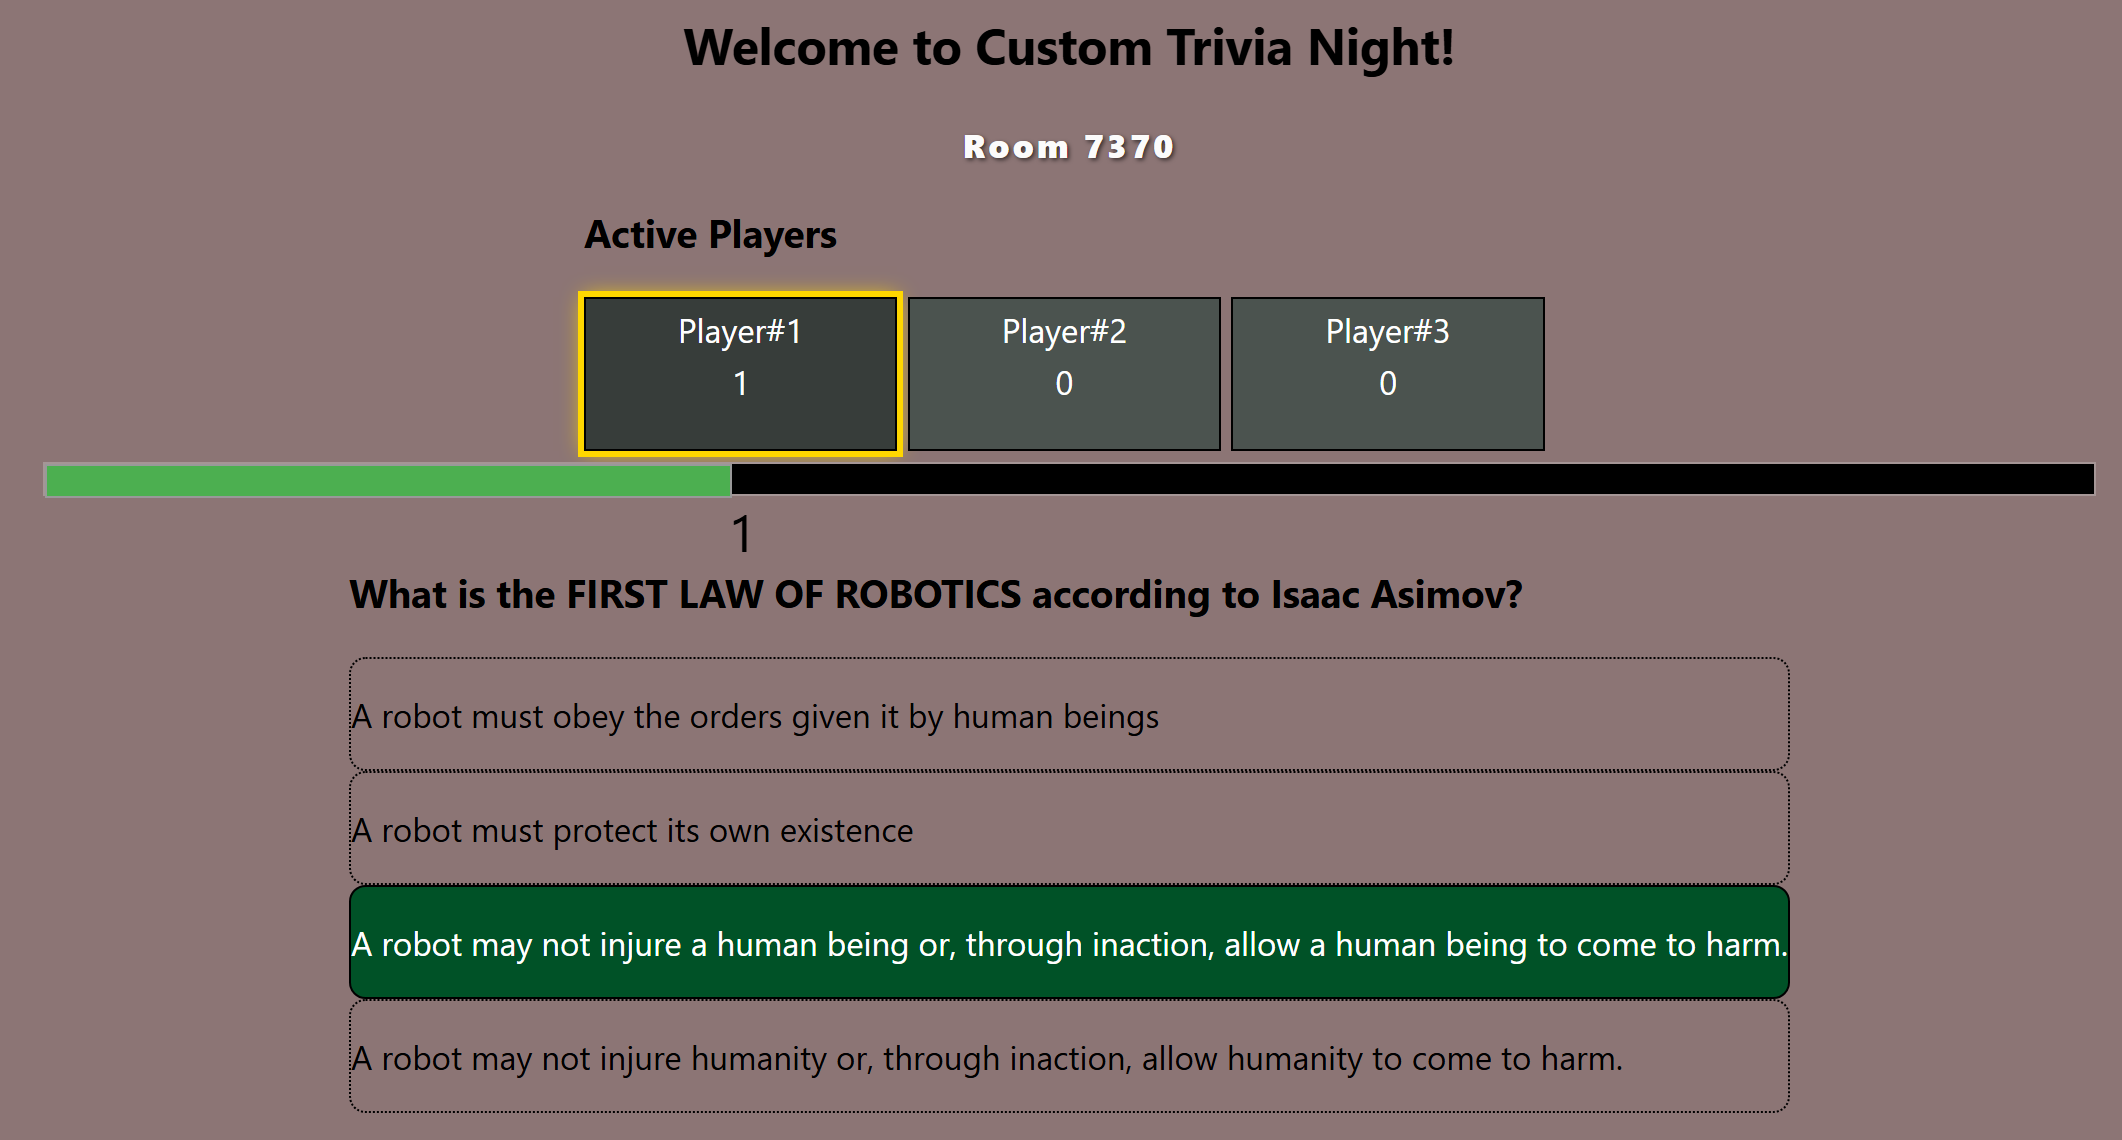 Welcome to Custom Trivia Night!
Room 7370
Active Players
Player#1
1
Player#2
0
Player#3
0
1
What is the FIRST LAW OF ROBOTICS according to Isaac Asimov?
A robot must obey the orders given it by human beings
A robot must protect its own existence
A robot may not injure a human being or, through inaction, allow a human being to come to harm.
A robot may not injure humanity or, through inaction, allow humanity to come to harm.